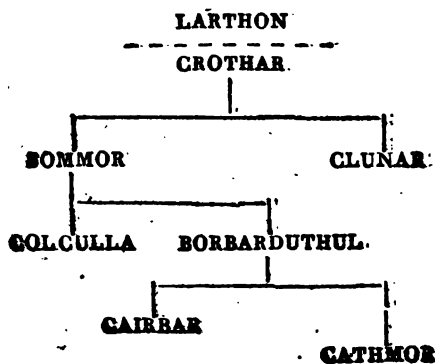 LARTHON
CROTHAR.
SOMMOR CLUNAR
COLCULLA BORBARDUTHUL.
CAIRBAR
CATHMOR